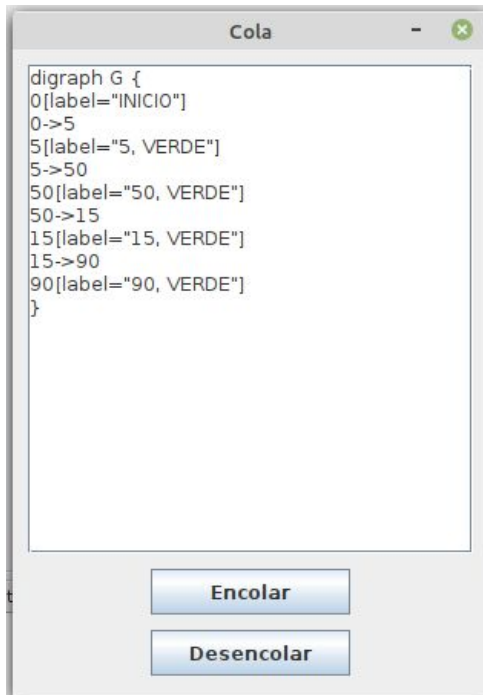 Cola
digraph G {
0[label="INICIO"]
0->5
5[label="5, VERDE"]
5->50
50[label="50, VERDE"]
50->15
15[label="15, VERDE"]
15->90
90[label="90, VERDE"]
}
Encolar
Desencolar